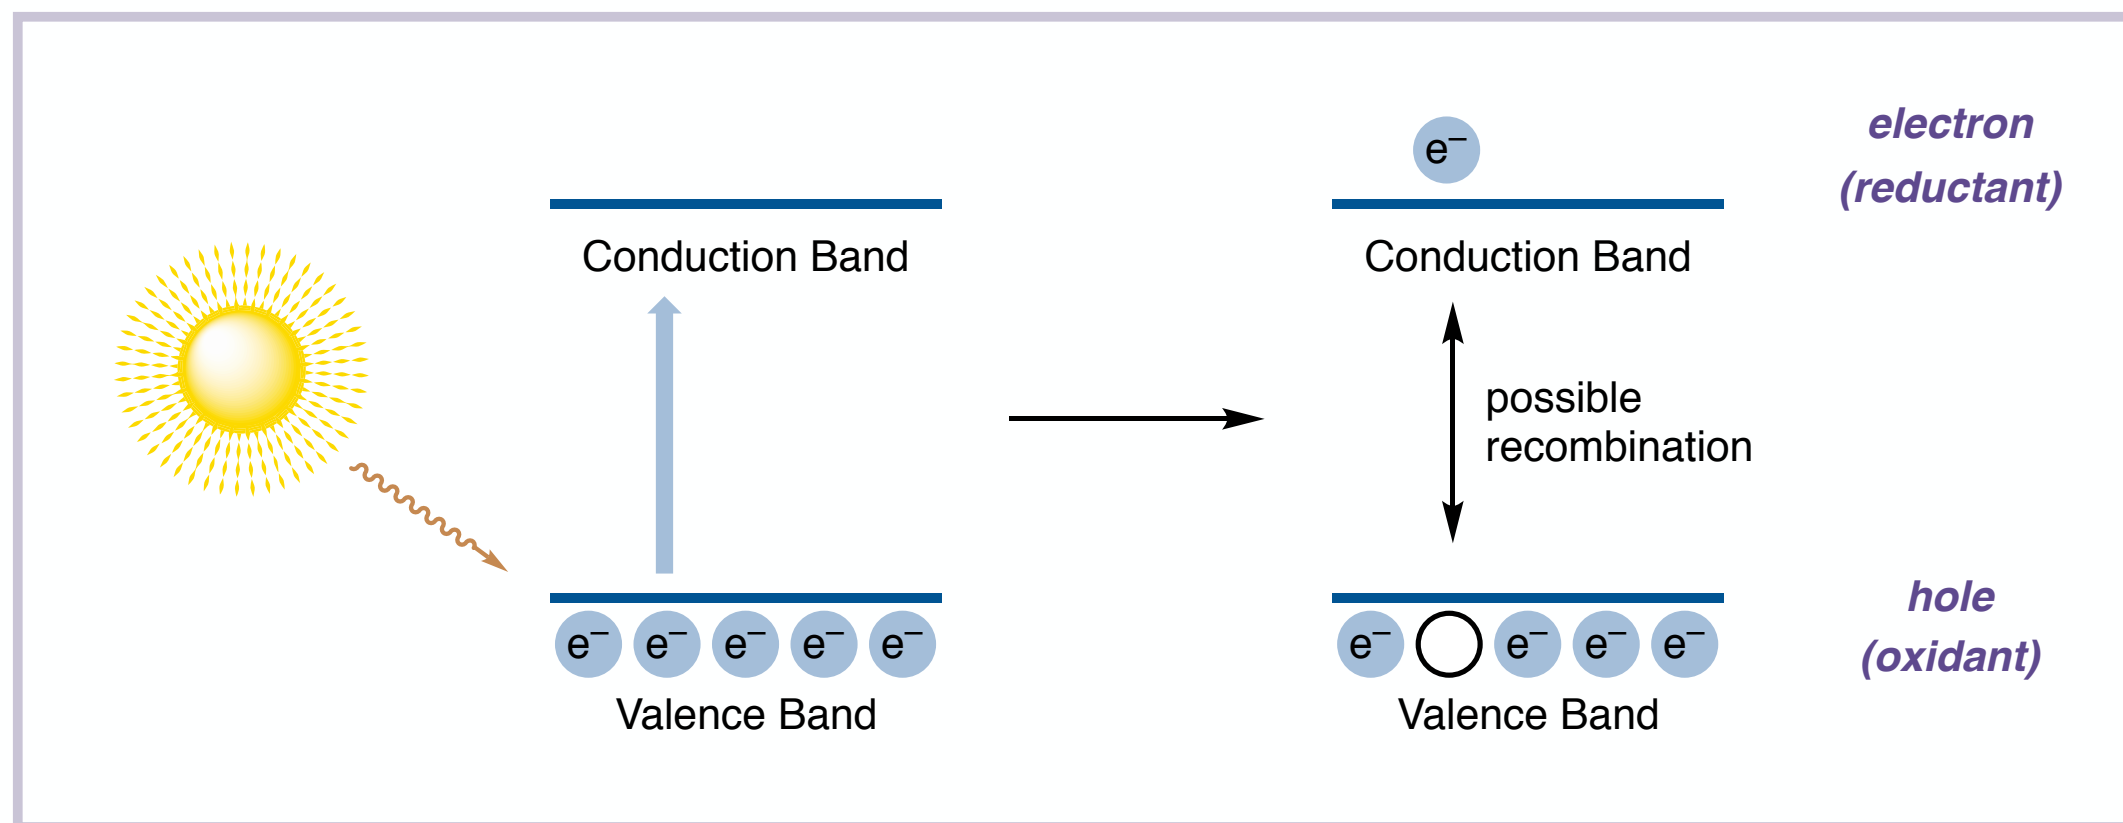 Conduction Band
e⁻ e⁻ e⁻ e⁻ e⁻
Valence Band
e⁻
Conduction Band
possible
recombination
e⁻ e⁻ e⁻ e⁻
Valence Band
electron
(reductant)
hole
(oxidant)